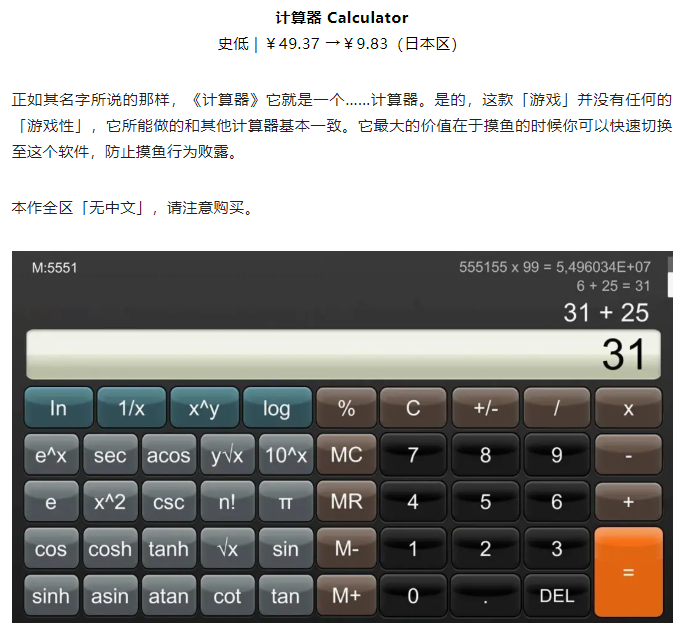 计算器 Calculator
史低｜￥49.37 →￥9.83（日本区）
正如其名字所说的那样，《计算器》它就是一个……计算器。是的，这款「游戏」并没有任何的
「游戏性」，它所能做的和其他计算器基本一致。它最大的价值在于摸鱼的时候你可以快速切换
至这个软件，防止摸鱼行为败露。
本作全区「无中文」，请注意购买。
M:5551
555155 x 99 = 5,496034E+07
6 + 25 = 31
31 + 25
31
ln 1/x x^y log % C +/- / x
e^x sec acos y√x 10^x MC 7 8 9 -
e x^2 csc n! π MR 4 5 6 +
cos cosh tanh √x sin M- 1 2 3 =
sinh asin atan cot tan M+ 0 . DEL